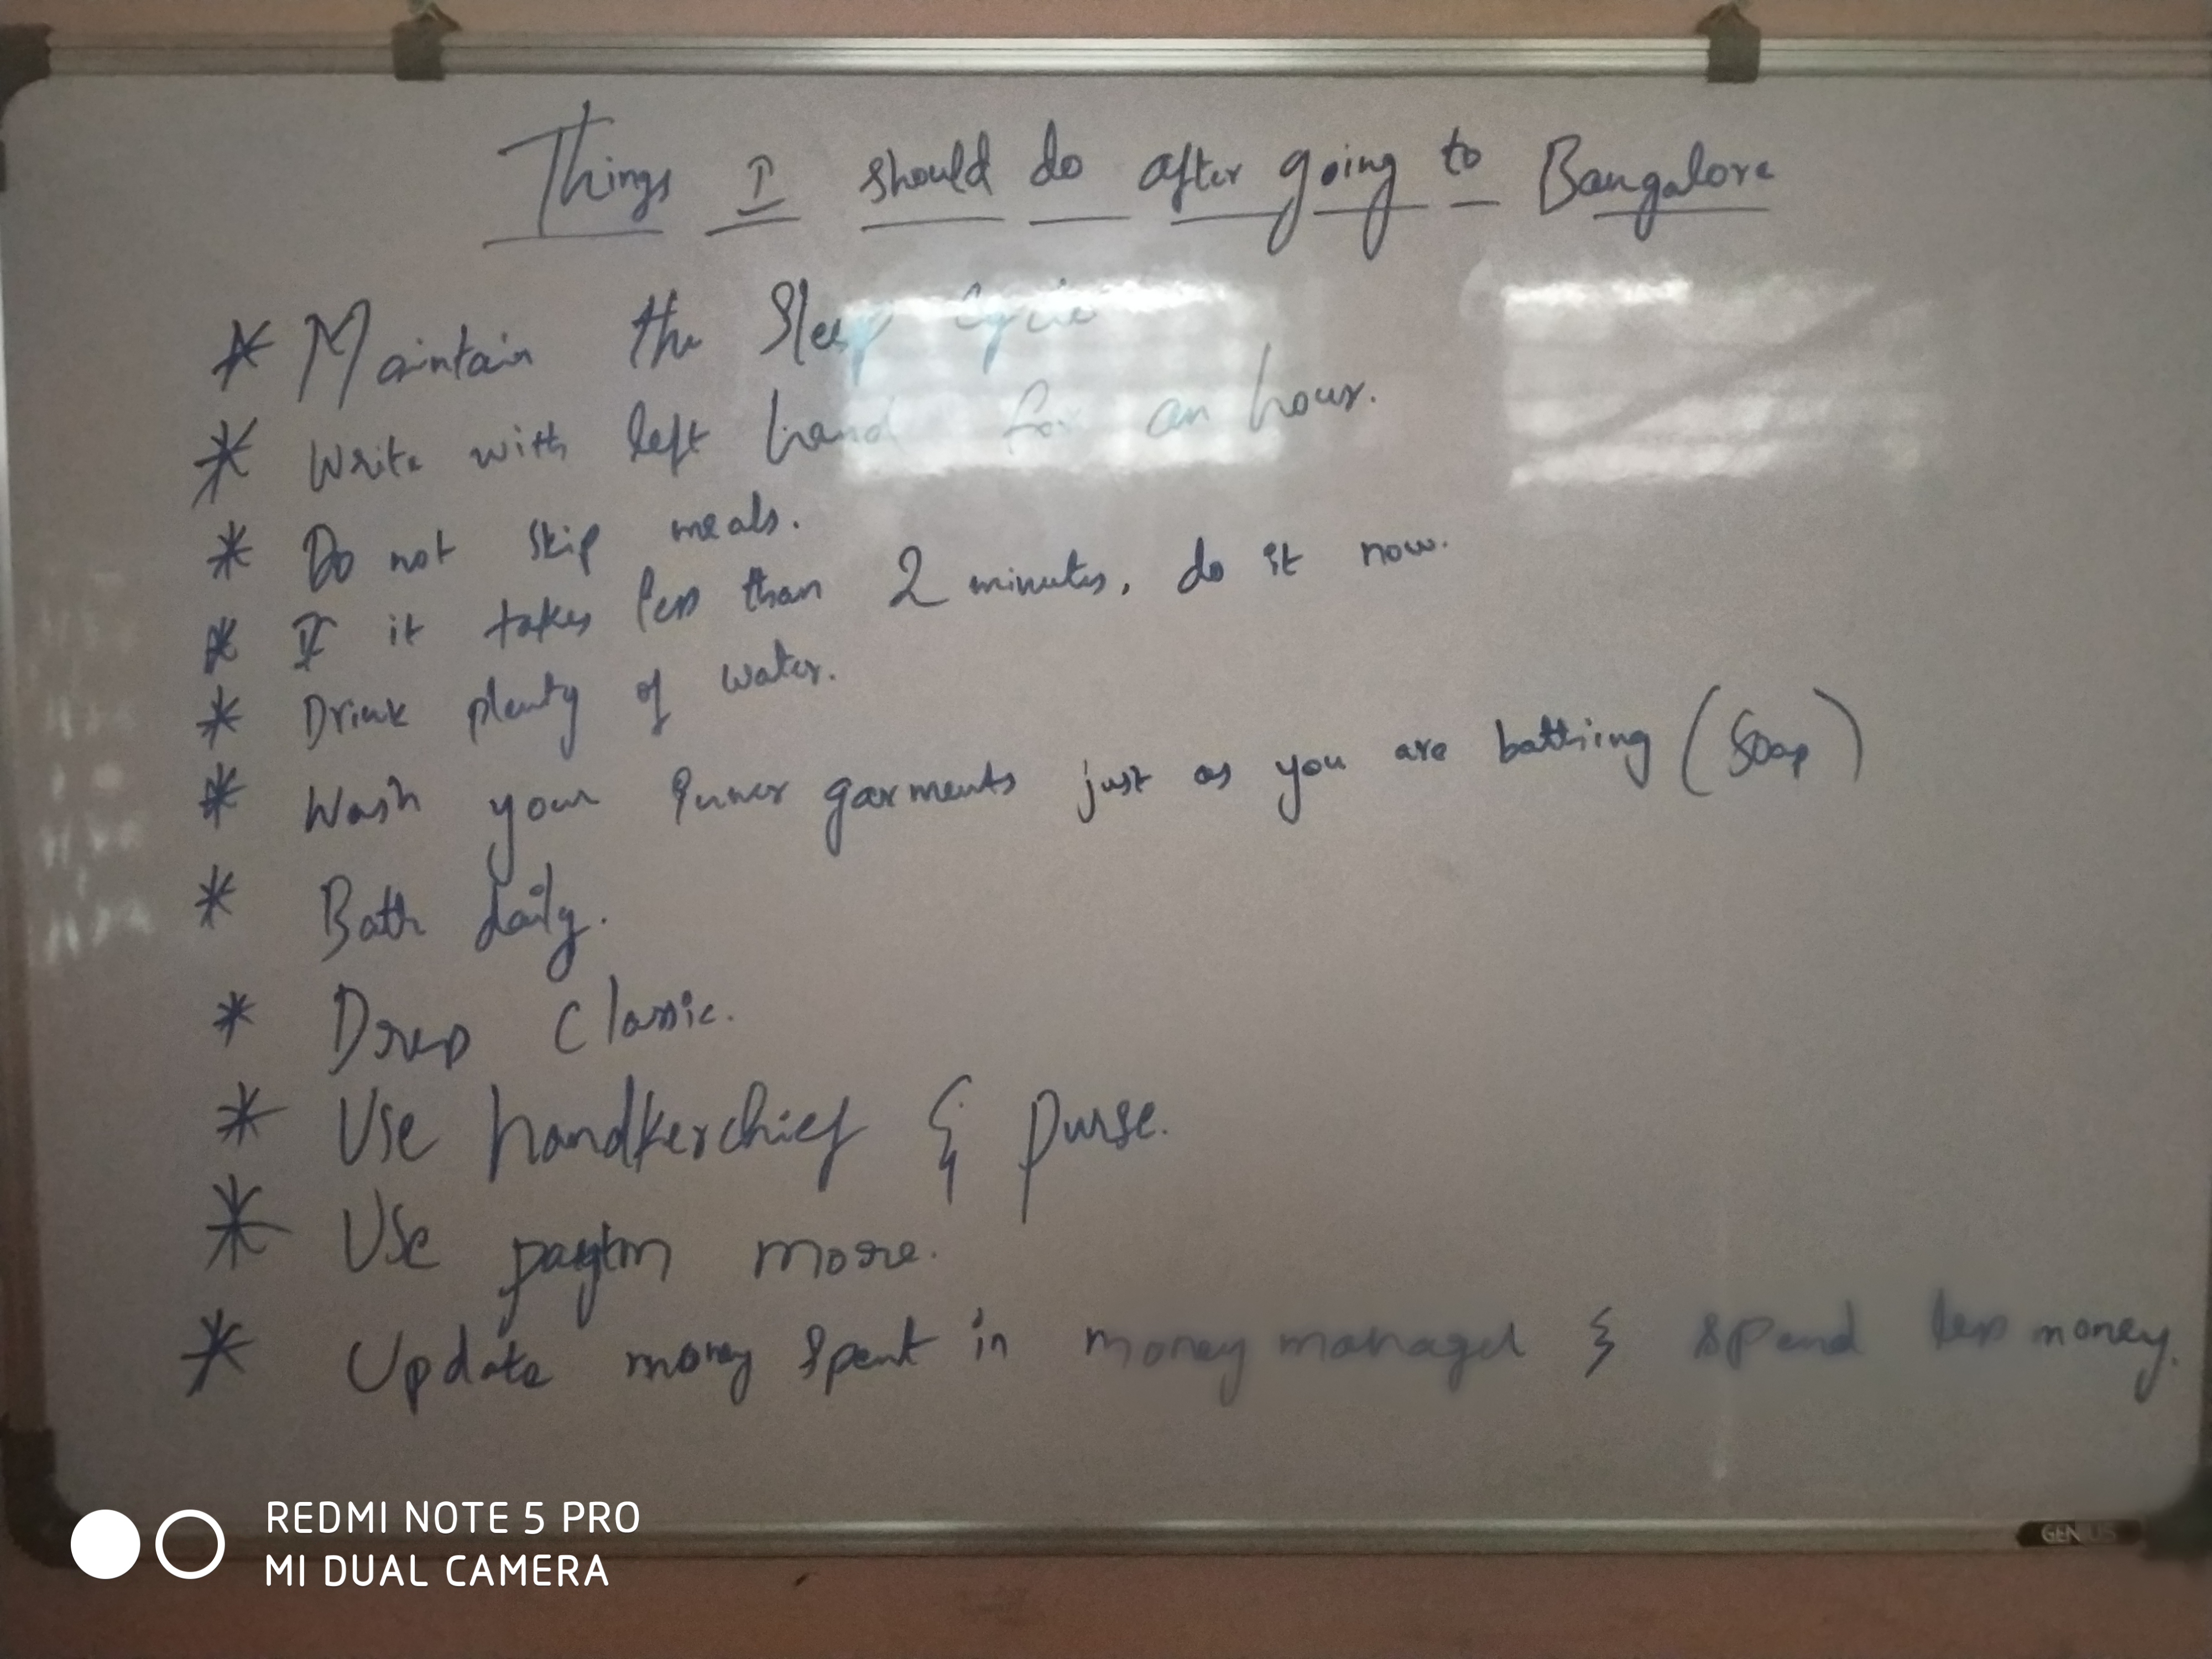 Things I should do after going to Bangalore
* Maintain the Sleep Cycle
* Write with left hand for an hour.
* Do not skip meals.
* If it takes less than 2 minutes, do it now.
* Drink plenty of water.
* Wash your inner garments just as you are bathing (Soap)
* Bath daily.
* Dress Classic.
* Use handkerchief & purse.
* Use paytm more.
* Update money spent in money manager & spend less money.
REDMI NOTE 5 PRO
MI DUAL CAMERA
GENIUS